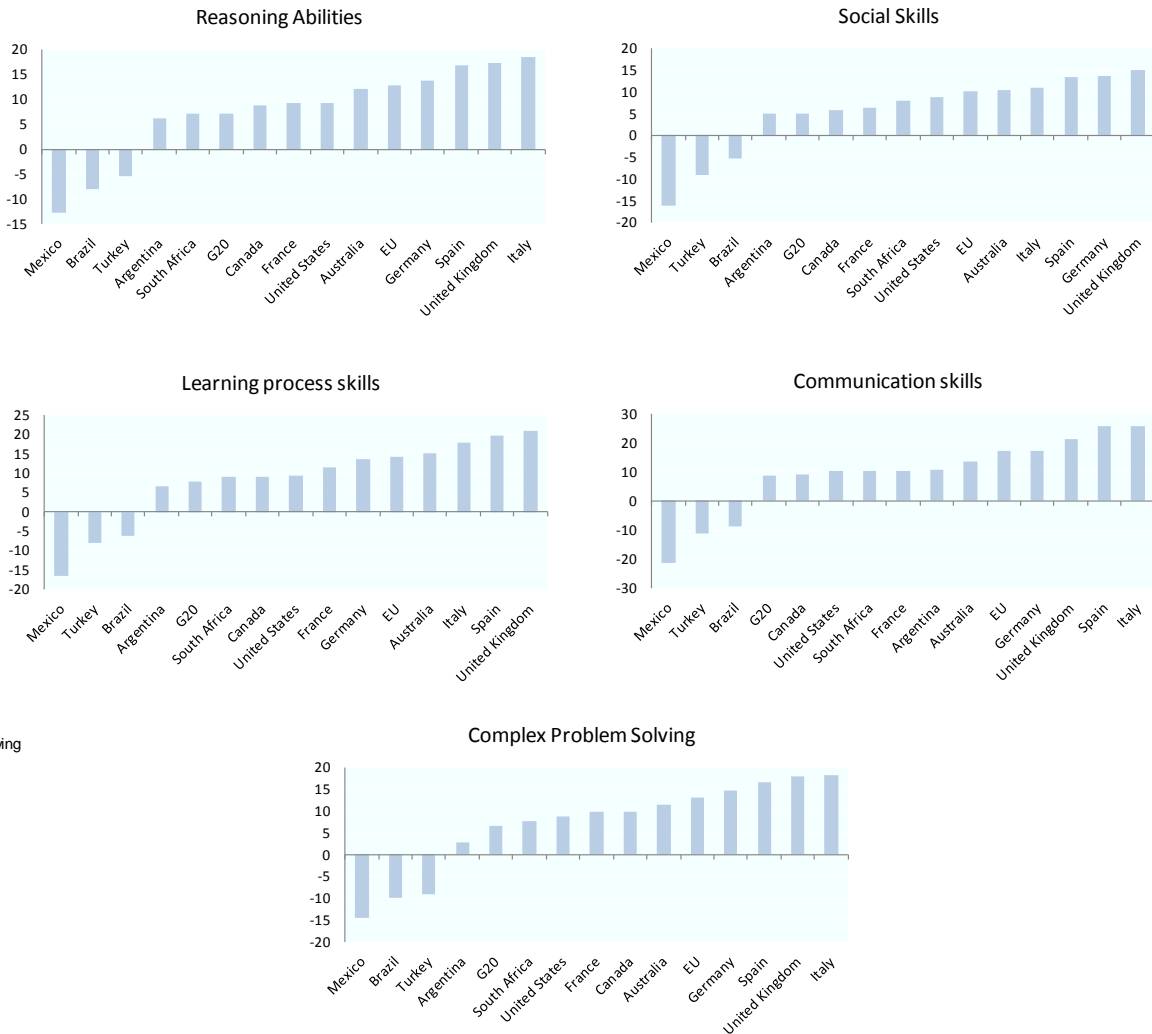 Reasoning Abilities
20
15
10
5
0
-5
-10
-15
Mexico
Brazil
Turkey
Argentina
South Africa
G20
Canada
France
United States
Australia
EU
Germany
Spain
United Kingdom
Italy
Social Skills
20
15
10
5
0
-5
-10
-15
-20
Mexico
Turkey
Brazil
Argentina
G20
Canada
France
South Africa
United States
EU
Australia
Italy
Spain
Germany
United Kingdom
Learning process skills
25
20
15
10
5
0
-5
-10
-15
-20
Mexico
Turkey
Brazil
Argentina
G20
South Africa
Canada
United States
France
Germany
EU
Australia
Italy
Spain
United Kingdom
Communication skills
30
20
10
0
-10
-20
-30
Mexico
Turkey
Brazil
G20
Canada
United States
South Africa
France
Argentina
Australia
EU
Germany
United Kingdom
Spain
Italy
Complex Problem Solving
20
15
10
5
0
-5
-10
-15
-20
Mexico
Brazil
Turkey
Argentina
G20
South Africa
United States
France
Canada
Australia
EU
Germany
Spain
United Kingdom
Italy